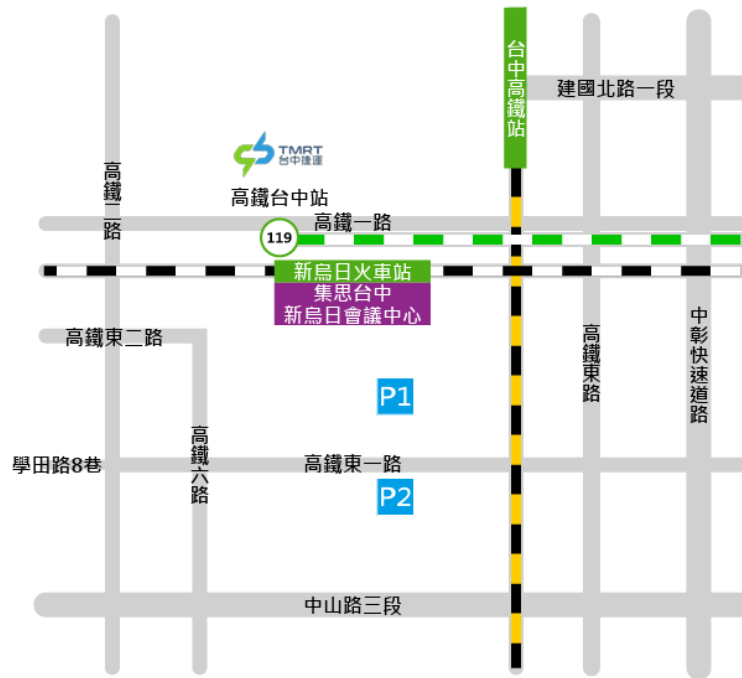 台中高鐵站
建國北路一段
TMRT
台中捷運
高鐵二路
高鐵台中站
高鐵一路
119
新烏日火車站
集思台中
新烏日會議中心
高鐵東二路
中彰快速道路
高鐵東路
P1
高鐵六路
學田路8巷
高鐵東一路
P2
中山路三段